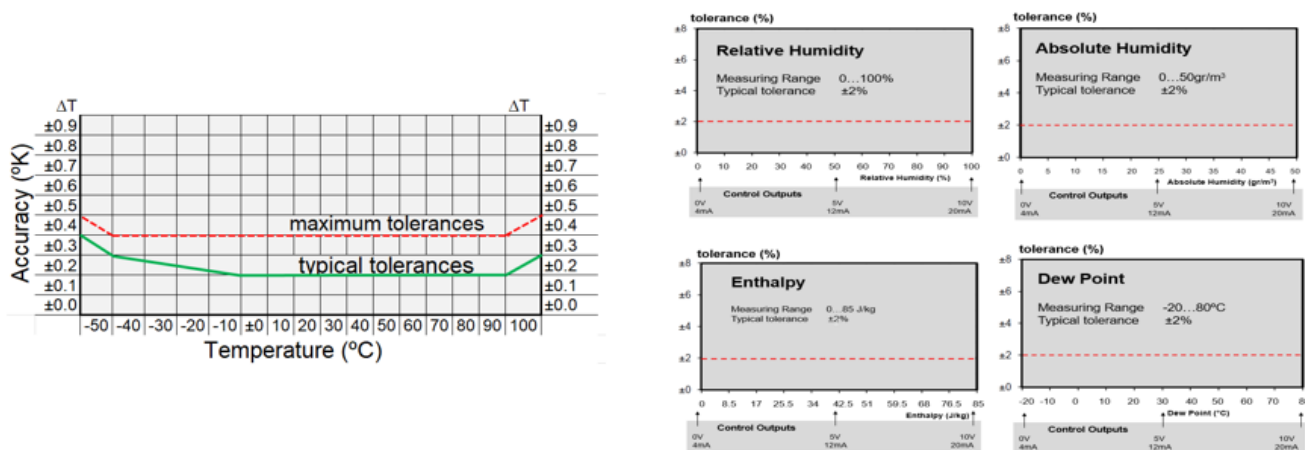 ΔT ΔT
±0.9 ±0.9
±0.8 ±0.8
±0.7 ±0.7
±0.6 ±0.6
±0.5 ±0.5
±0.4 maximum tolerances ±0.4
±0.3 ±0.3
±0.2 typical tolerances ±0.2
±0.1 ±0.1
±0.0 ±0.0
Accuracy (ºK)
-50 -40 -30 -20 -10 ±0 10 20 30 40 50 60 70 80 90 100
Temperature (ºC)
tolerance (%)
±8
±6
±4
±2
±0
Relative Humidity
Measuring Range 0...100%
Typical tolerance ±2%
0 10 20 30 40 50 60 70 80 90 100
Relative Humidity (%)
Control Outputs
0V 5V 10V
4mA 12mA 20mA
tolerance (%)
±8
±6
±4
±2
±0
Absolute Humidity
Measuring Range 0...50gr/m³
Typical tolerance ±2%
0 5 10 15 20 25 30 35 40 45 50
Absolute Humidity (gr/m³)
Control Outputs
0V 5V 10V
4mA 12mA 20mA
tolerance (%)
±8
±6
±4
±2
±0
Enthalpy
Measuring Range 0...85 J/kg
Typical tolerance ±2%
0 8.5 17 25.5 34 42.5 51 59.5 68 76.5 85
Enthalpy (J/kg)
Control Outputs
0V 5V 10V
4mA 12mA 20mA
tolerance (%)
±8
±6
±4
±2
±0
Dew Point
Measuring Range -20...80ºC
Typical tolerance ±2%
-20 -10 0 10 20 30 40 50 60 70 8
Dew Point (°C)
Control Outputs
0V 5V 10V
4mA 12mA 20mA